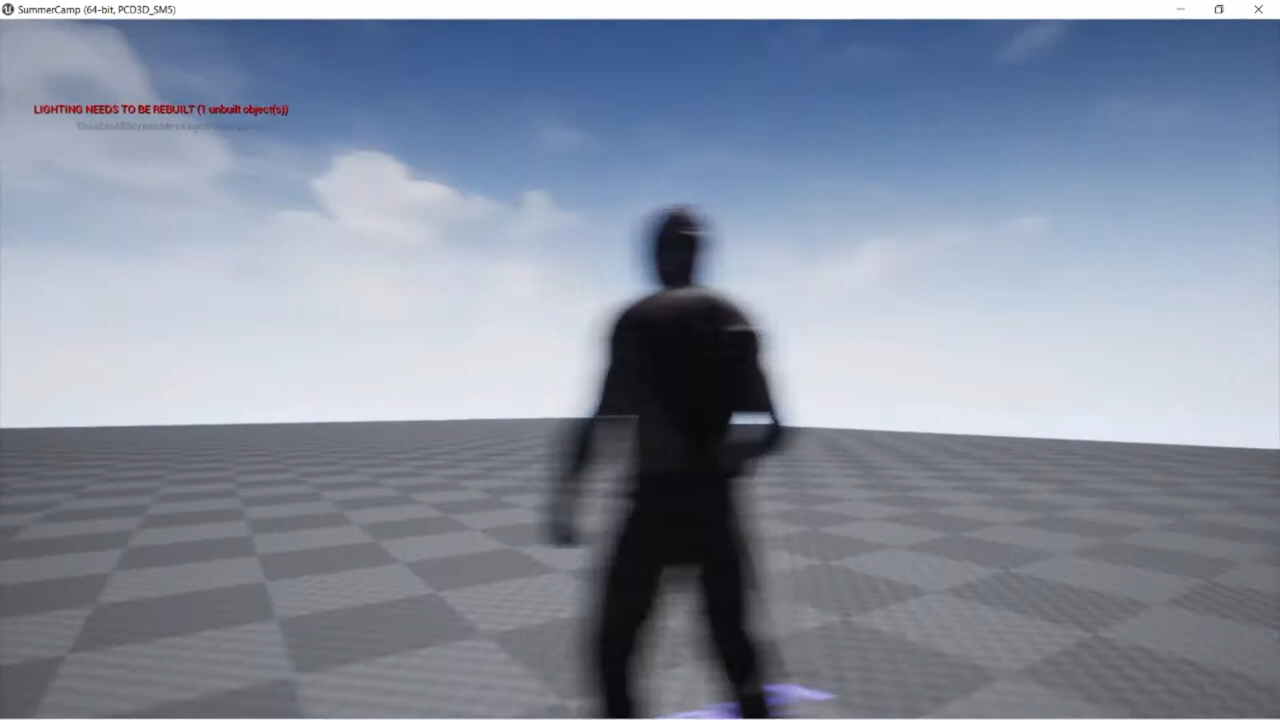 SummerCamp (64-bit, PCD3D_SM5)
LIGHTING NEEDS TO BE REBUILT (1 unbuilt object(s))